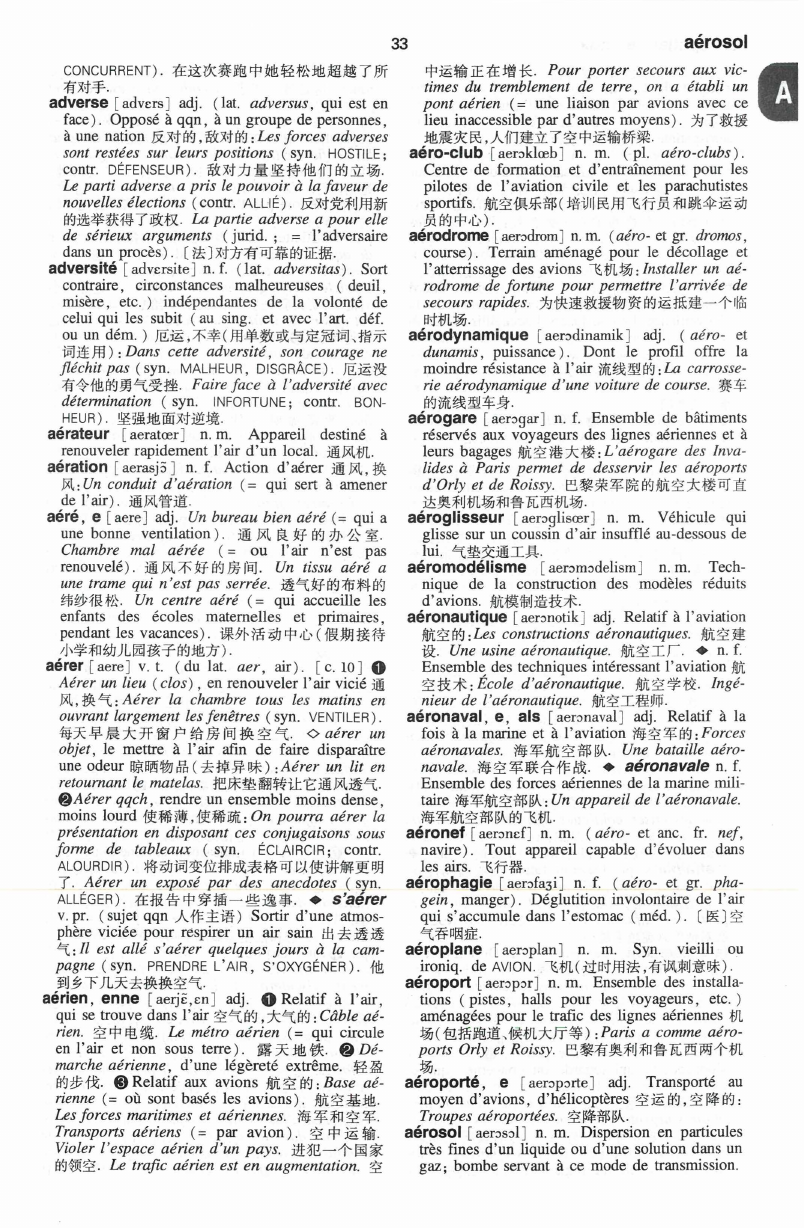 33
aérosol
A
CONCURRENT). 在这次赛跑中她轻松地超越了所
有对手.
adverse [advɛrs] adj. (lat. adversus, qui est en
face). Opposé à qqn, à un groupe de personnes,
à une nation 反对的,敌对的:Les forces adverses
sont restées sur leurs positions (syn. HOSTILE;
contr. DÉFENSEUR). 敌对力量坚持他们的立场.
Le parti adverse a pris le pouvoir à la faveur de
nouvelles élections (contr. ALLIÉ). 反对党利用新
的选举获得了政权. La partie adverse a pour elle
de sérieux arguments (jurid. ; = l'adversaire
dans un procès). [法]对方有可靠的证据.
adversité [advɛrsite] n.f. (lat. adversitas). Sort
contraire, circonstances malheureuses (deuil,
misère, etc.) indépendantes de la volonté de
celui qui les subit (au sing. et avec l'art. déf.
ou un dém.) 厄运,不幸(用单数或与定冠词、指示
词连用):Dans cette adversité, son courage ne
fléchit pas (syn. MALHEUR, DISGRÂCE). 厄运没
有令他的勇气受挫. Faire face à l'adversité avec
détermination (syn. INFORTUNE; contr. BON-
HEUR). 坚强地面对逆境.
aérateur [aeratœr] n.m. Appareil destiné à
renouveler rapidement l'air d'un local. 通风机.
aération [aerasjɔ̃] n. f. Action d'aérer 通风,换
风:Un conduit d'aération (= qui sert à amener
de l'air). 通风管道.
aéré, e [aere] adj. Un bureau bien aéré (= qui a
une bonne ventilation). 通风良好的办公室.
Chambre mal aérée (= ou l'air n'est pas
renouvelé). 通风不好的房间. Un tissu aéré a
une trame qui n'est pas serrée. 透气好的布料的
纬纱很松. Un centre aéré (= qui accueille les
enfants des écoles maternelles et primaires,
pendant les vacances). 课外活动中心(假期接待
小学和幼儿园孩子的地方).
aérer [aere] v. t. (du lat. aer, air). [c. 10] ❶
Aérer un lieu (clos), en renouveler l'air vicié 通
风,换气:Aérer la chambre tous les matins en
ouvrant largement les fenêtres (syn. VENTILER).
每天早晨大开窗户给房间换空气. ◇ aérer un
objet, le mettre à l'air afin de faire disparaître
une odeur 晾晒物品(去掉异味):Aérer un lit en
retournant le matelas. 把床垫翻转让它通风透气.
❷Aérer qqch, rendre un ensemble moins dense,
moins lourd 使稀薄,使稀疏:On pourra aérer la
présentation en disposant ces conjugaisons sous
forme de tableaux (syn. ÉCLAIRCIR; contr.
ALOURDIR). 将动词变位排成表格可以使讲解更明
了. Aérer un exposé par des anecdotes (syn.
ALLÉGER). 在报告中穿插一些逸事. ◆ s'aérer
v. pr. (sujet qqn 人作主语) Sortir d'une atmos-
phère viciée pour respirer un air sain 出去透透
气:Il est allé s'aérer quelques jours à la cam-
pagne (syn. PRENDRE L'AIR, S'OXYGÉNER). 他
到乡下几天去换换空气.
aérien, enne [aerjɛ̃,ɛn] adj. ❶ Relatif à l'air,
qui se trouve dans l'air 空气的,大气的:Câble aé-
rien. 空中电缆. Le métro aérien (= qui circule
en l'air et non sous terre). 露天地铁. ❷ Dé-
marche aérienne, d'une légèreté extrême. 轻盈
的步伐. ❸ Relatif aux avions 航空的:Base aé-
rienne (= où sont basés les avions). 航空基地.
Les forces maritimes et aériennes. 海军和空军.
Transports aériens (= par avion). 空中运输.
Violer l'espace aérien d'un pays. 进犯一个国家
的领空. Le trafic aérien est en augmentation. 空
中运输正在增长. Pour porter secours aux vic-
times du tremblement de terre, on a établi un
pont aérien (= une liaison par avions avec ce
lieu inaccessible par d'autres moyens). 为了救援
地震灾民,人们建立了空中运输桥梁.
aéro-club [aerɔklœb] n. m. (pl. aéro-clubs).
Centre de formation et d'entraînement pour les
pilotes de l'aviation civile et les parachutistes
sportifs. 航空俱乐部(培训民用飞行员和跳伞运动
员的中心).
aérodrome [aerɔdrom] n.m. (aéro- et gr. dromos,
course). Terrain aménagé pour le décollage et
l'atterrissage des avions 飞机场:Installer un aé-
rodrome de fortune pour permettre l'arrivée de
secours rapides. 为快速救援物资的运抵建一个临
时机场.
aérodynamique [aerɔdinamik] adj. (aéro- et
dunamis, puissance). Dont le profil offre la
moindre résistance à l'air 流线型的:La carrosse-
rie aérodynamique d'une voiture de course. 赛车
的流线型车身.
aérogare [aerɔgar] n. f. Ensemble de bâtiments
réservés aux voyageurs des lignes aériennes et à
leurs bagages 航空港大楼:L'aérogare des Inva-
lides à Paris permet de desservir les aéroports
d'Orly et de Roissy. 巴黎荣军院的航空大楼可直
达奥利机场和鲁瓦西机场.
aéroglisseur [aerɔglisœr] n. m. Véhicule qui
glisse sur un coussin d'air insufflé au-dessous de
lui. 气垫交通工具.
aéromodélisme [aerɔmɔdelism] n.m. Tech-
nique de la construction des modèles réduits
d'avions. 航模制造技术.
aéronautique [aerɔnotik] adj. Relatif à l'aviation
航空的:Les constructions aéronautiques. 航空建
设. Une usine aéronautique. 航空工厂. ◆ n. f.
Ensemble des techniques intéressant l'aviation 航
空技术:École d'aéronautique. 航空学校. Ingé-
nieur de l'aéronautique. 航空工程师.
aéronaval, e, als [aerɔnaval] adj. Relatif à la
fois à la marine et à l'aviation 海空军的:Forces
aéronavales. 海军航空部队. Une bataille aéro-
navale. 海空军联合作战. ◆ aéronavale n. f.
Ensemble des forces aériennes de la marine mili-
taire 海军航空部队:Un appareil de l'aéronavale.
海军航空部队的飞机.
aéronef [aerɔnɛf] n. m. (aéro- et anc. fr. nef,
navire). Tout appareil capable d'évoluer dans
les airs. 飞行器.
aérophagie [aerɔfaʒi] n. f. (aéro- et gr. pha-
gein, manger). Déglutition involontaire de l'air
qui s'accumule dans l'estomac (méd.). [医]空
气吞咽症.
aéroplane [aerɔplan] n. m. Syn. vieilli ou
ironiq. de AVION. 飞机(过时用法,有讽刺意味).
aéroport [aerɔpɔr] n. m. Ensemble des installa-
tions (pistes, halls pour les voyageurs, etc.)
aménagées pour le trafic des lignes aériennes 机
场(包括跑道、候机大厅等):Paris a comme aéro-
ports Orly et Roissy. 巴黎有奥利和鲁瓦西两个机
场.
aéroporté, e [aerɔpɔrte] adj. Transporté au
moyen d'avions, d'hélicoptères 空运的,空降的:
Troupes aéroportées. 空降部队.
aérosol [aerɔsɔl] n. m. Dispersion en particules
très fines d'un liquide ou d'une solution dans un
gaz; bombe servant à ce mode de transmission.